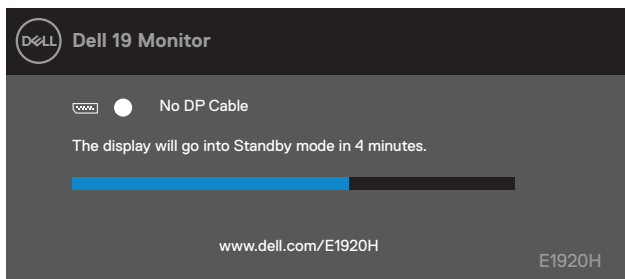 DELL Dell 19 Monitor
No DP Cable
The display will go into Standby mode in 4 minutes.
www.dell.com/E1920H
E1920H